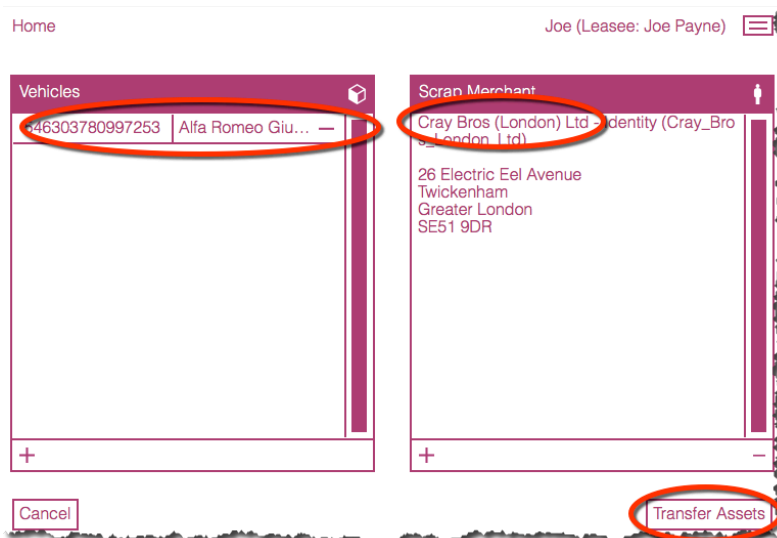 Home
Joe (Leasee: Joe Payne)
Vehicles
546303780997253 Alfa Romeo Giu... —
+
Scrap Merchant
Cray Bros (London) Ltd - Identity (Cray_Bro
s_London_Ltd)
26 Electric Eel Avenue
Twickenham
Greater London
SE51 9DR
+ –
Cancel
Transfer Assets